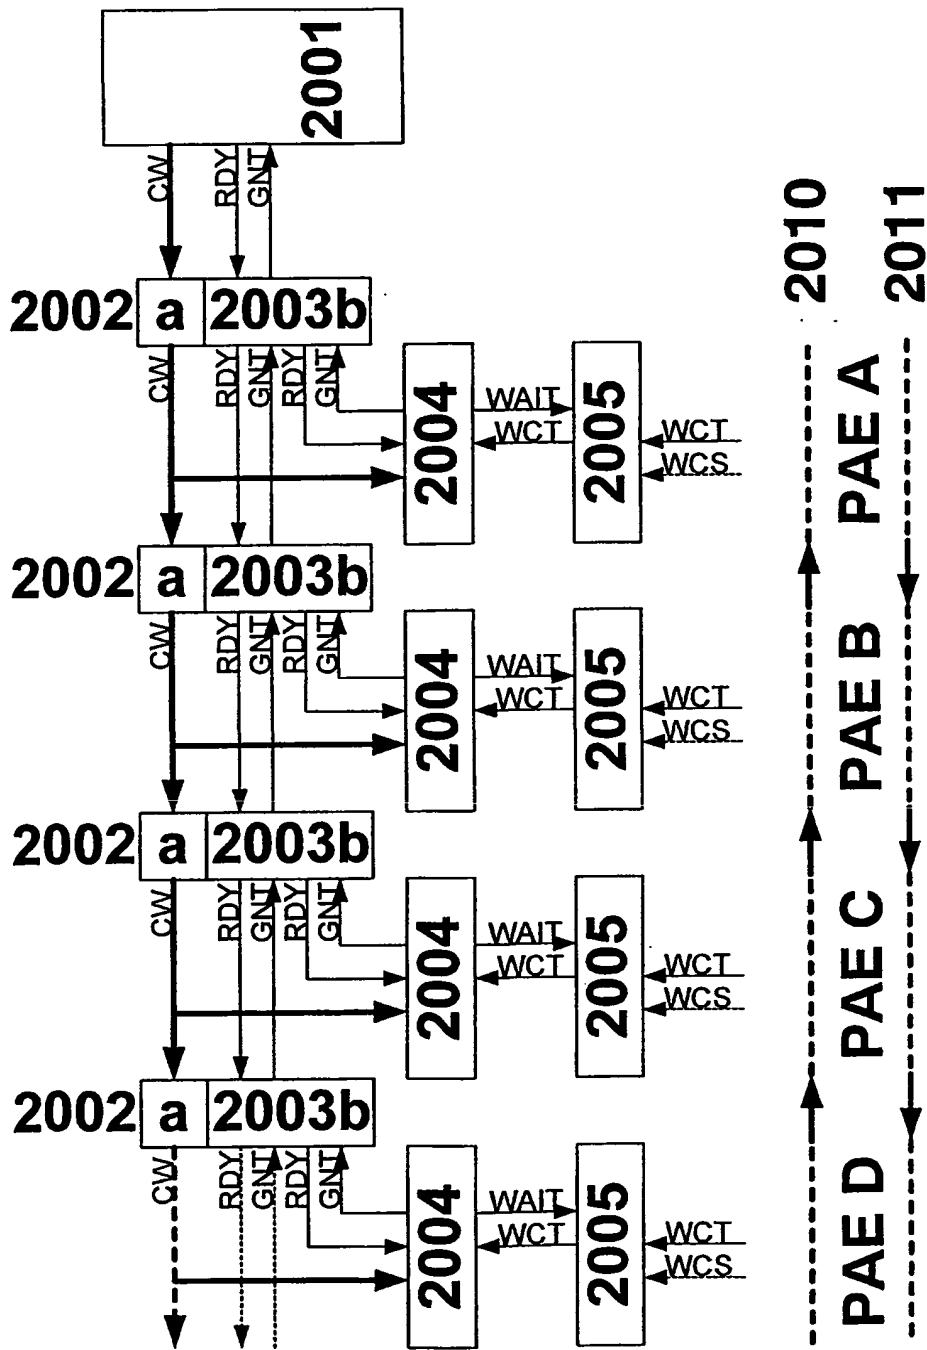 2001
CW RDY GNT
2002 a 2003b
CW RDY GNT RDY GNT
2004
WAIT
WCT
2005
WCT
WCS
2002 a 2003b
CW RDY GNT RDY GNT
2004
WAIT
WCT
2005
WCT
WCS
2002 a 2003b
CW RDY GNT RDY GNT
2004
WAIT
WCT
2005
WCT
WCS
2002 a 2003b
CW RDY GNT RDY GNT
2004
WAIT
WCT
2005
WCT
WCS
2010
2011
PAE A
PAE B
PAE C
PAE D